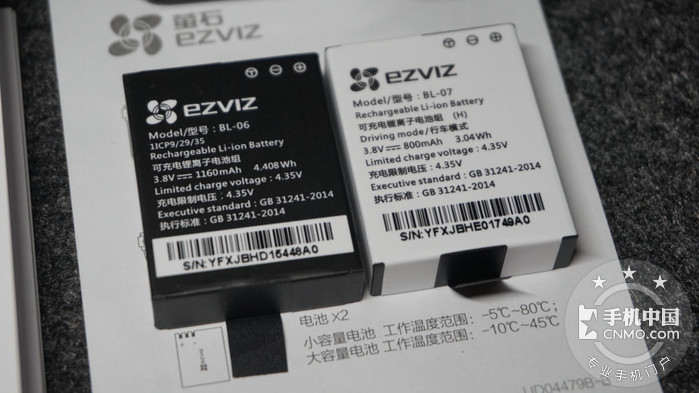 萤石
ezviz
ezviz
Model/型号: BL-06
1ICP9/29/35
Rechargeable Li-ion Battery
可充电锂离子电池组
3.8V 1160mAh 4.408Wh
Limited charge voltage : 4.35V
充电限制电压 : 4.35V
Executive standard : GB 31241-2014
执行标准: GB 31241-2014
S/N:YFXJBHD15448A0
ezviz
Model/型号: BL-07
Rechargeable Li-ion Battery
可充电锂离子电池组 (H)
Driving mode/行车模式
3.8V 800mAh 3.04Wh
Limited charge voltage : 4.35V
充电限制电压 : 4.35V
Executive standard : GB 31241-2014
执行标准: GB 31241-2014
S/N:YFXJBHE01749A0
电池 X2
小容量电池 工作温度范围: -5℃~80℃;
大容量电池 工作温度范围: -10℃~45℃
UD04479B-B
手机中国
CNMO.com
专业手机门户